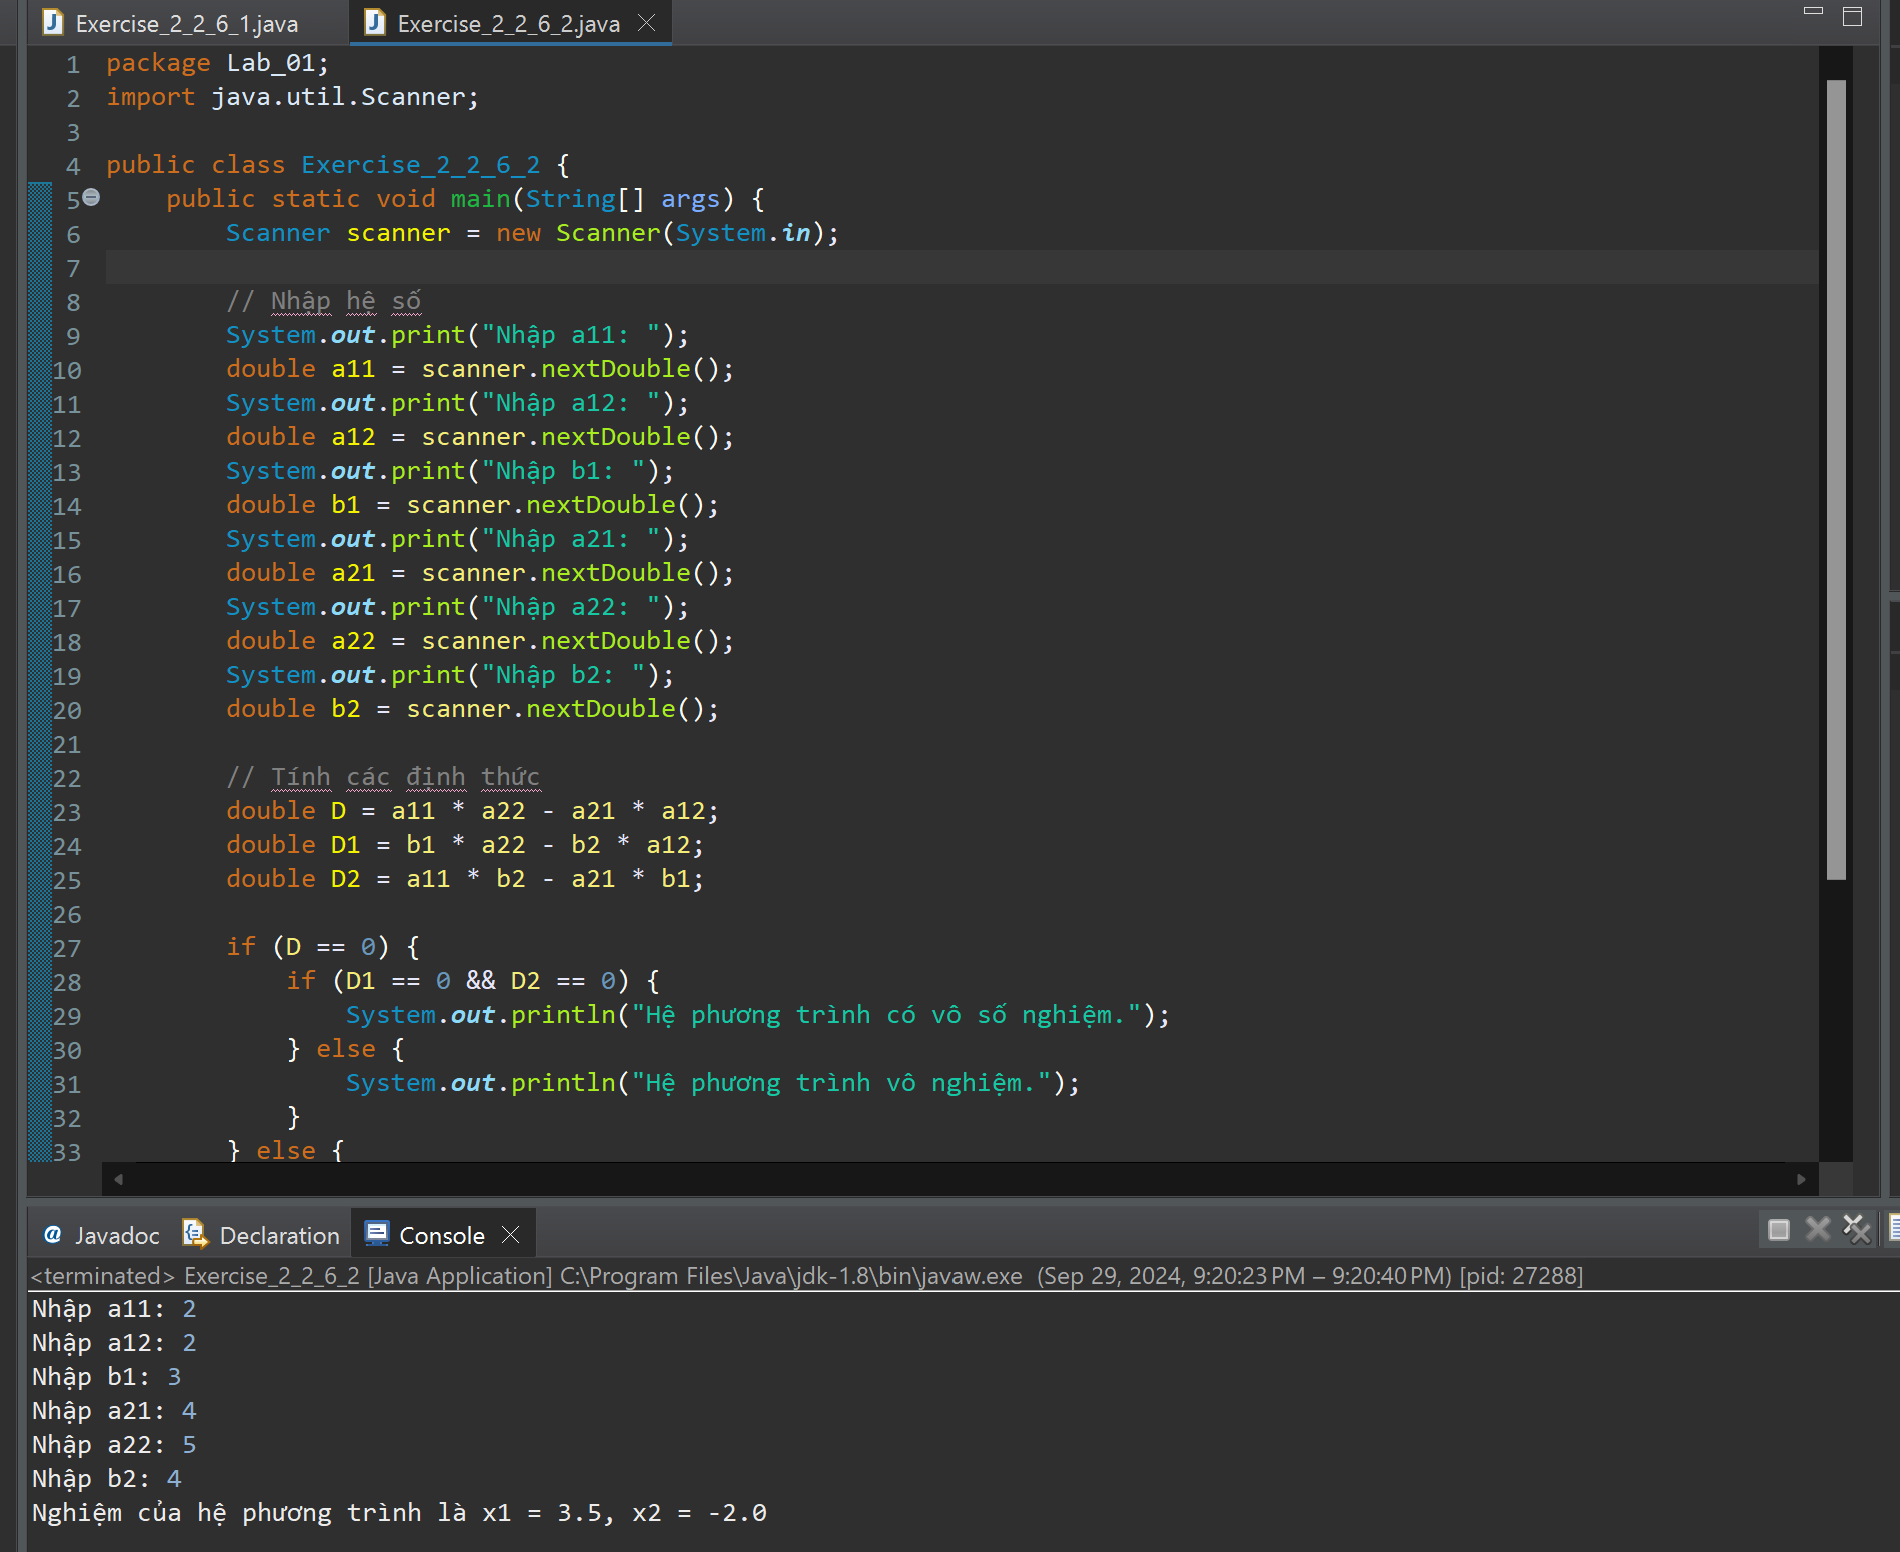 Exercise_2_2_6_1.java
Exercise_2_2_6_2.java
1 package Lab_01;
2 import java.util.Scanner;
3
4 public class Exercise_2_2_6_2 {
5 public static void main(String[] args) {
6 Scanner scanner = new Scanner(System.in);
7
8 // Nhập hệ số
9 System.out.print("Nhập a11: ");
10 double a11 = scanner.nextDouble();
11 System.out.print("Nhập a12: ");
12 double a12 = scanner.nextDouble();
13 System.out.print("Nhập b1: ");
14 double b1 = scanner.nextDouble();
15 System.out.print("Nhập a21: ");
16 double a21 = scanner.nextDouble();
17 System.out.print("Nhập a22: ");
18 double a22 = scanner.nextDouble();
19 System.out.print("Nhập b2: ");
20 double b2 = scanner.nextDouble();
21
22 // Tính các định thức
23 double D = a11 * a22 - a21 * a12;
24 double D1 = b1 * a22 - b2 * a12;
25 double D2 = a11 * b2 - a21 * b1;
26
27 if (D == 0) {
28 if (D1 == 0 && D2 == 0) {
29 System.out.println("Hệ phương trình có vô số nghiệm.");
30 } else {
31 System.out.println("Hệ phương trình vô nghiệm.");
32 }
33 } else {
Javadoc
Declaration
Console
<terminated> Exercise_2_2_6_2 [Java Application] C:\Program Files\Java\jdk-1.8\bin\javaw.exe (Sep 29, 2024, 9:20:23 PM – 9:20:40 PM) [pid: 27288]
Nhập a11: 2
Nhập a12: 2
Nhập b1: 3
Nhập a21: 4
Nhập a22: 5
Nhập b2: 4
Nghiệm của hệ phương trình là x1 = 3.5, x2 = -2.0